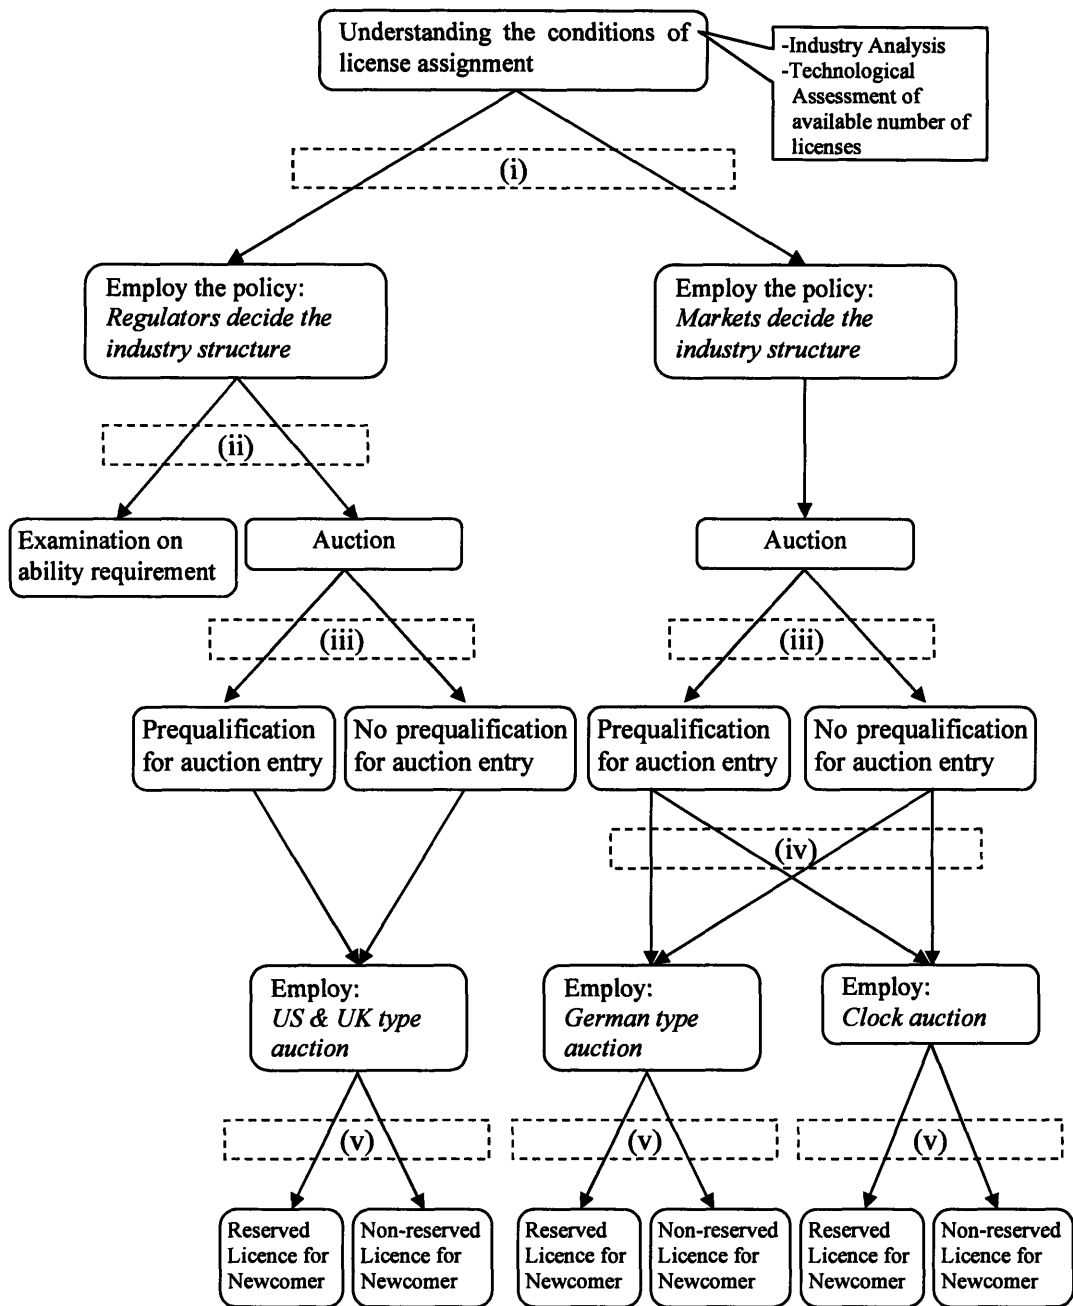 Understanding the conditions of
license assignment
-Industry Analysis
-Technological
Assessment of
available number of
licenses
(i)
Employ the policy:
Regulators decide the
industry structure
Employ the policy:
Markets decide the
industry structure
(ii)
Examination on
ability requirement
Auction
Auction
(iii)
(iii)
Prequalification
for auction entry
No prequalification
for auction entry
Prequalification
for auction entry
No prequalification
for auction entry
(iv)
Employ:
US & UK type
auction
Employ:
German type
auction
Employ:
Clock auction
(v)
(v)
(v)
Reserved
Licence for
Newcomer
Non-reserved
Licence for
Newcomer
Reserved
Licence for
Newcomer
Non-reserved
Licence for
Newcomer
Reserved
Licence for
Newcomer
Non-reserved
Licence for
Newcomer